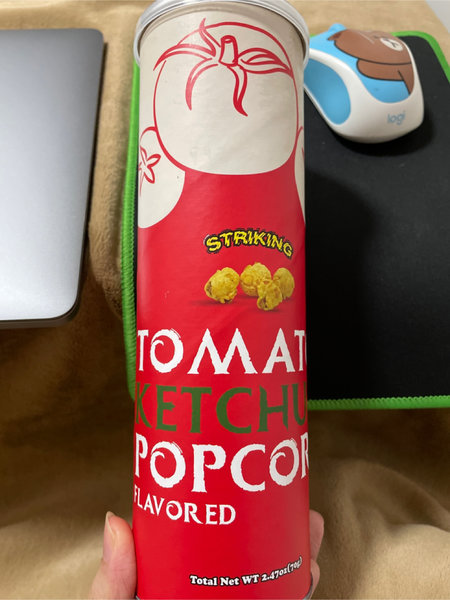 logi
STRIKING
TOMAT
KETCHU
POPCOR
FLAVORED
Total Net WT 2.47oz(70g)